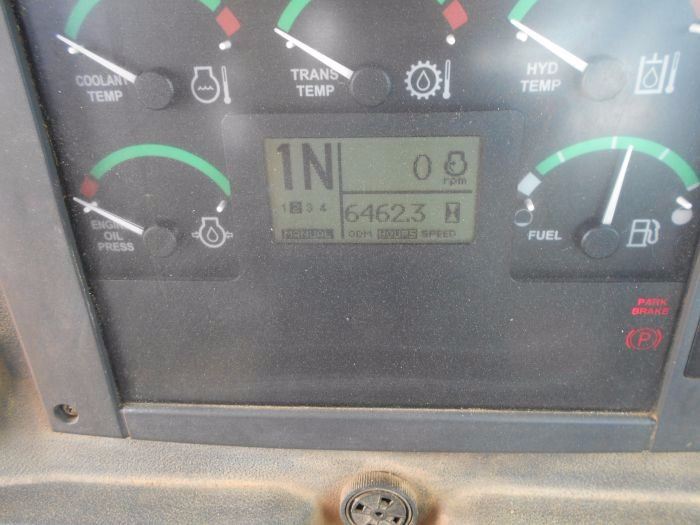 COOLANT
TEMP
TRANS
TEMP
HYD
TEMP
1N
0
rpm
1 2 3 4
6462.3
MANUAL
ODM HOURS SPEED
ENGINE
OIL
PRESS
FUEL
PARK
BRAKE
P